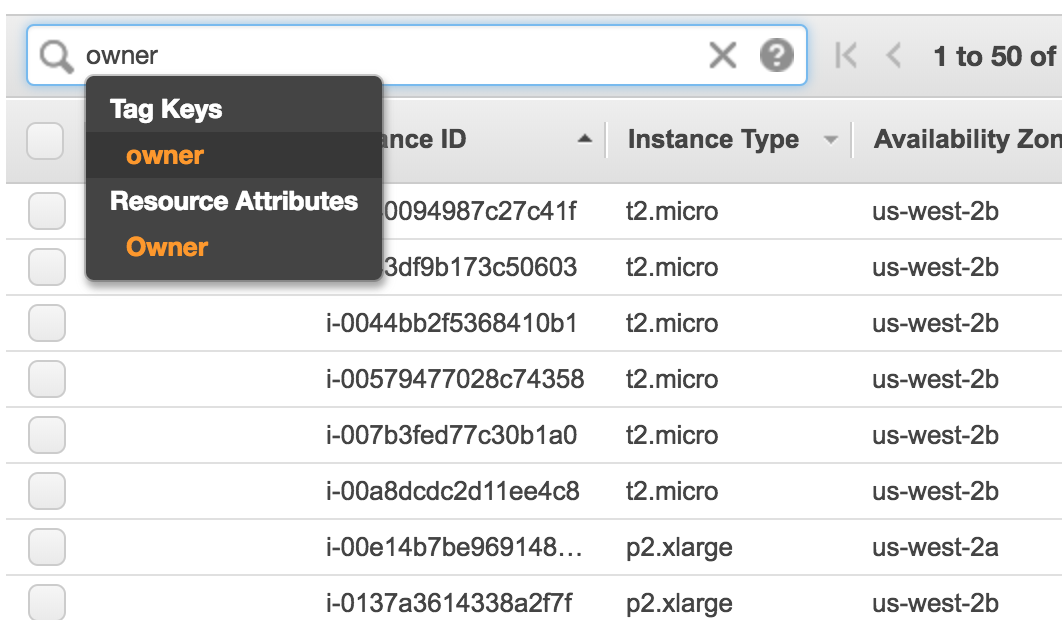 owner 1 to 50 of
Tag Keys
owner
Resource Attributes
Owner
ance ID Instance Type Availability Zon
0094987c27c41f t2.micro us-west-2b
3df9b173c50603 t2.micro us-west-2b
i-0044bb2f5368410b1 t2.micro us-west-2b
i-00579477028c74358 t2.micro us-west-2b
i-007b3fed77c30b1a0 t2.micro us-west-2b
i-00a8dcdc2d11ee4c8 t2.micro us-west-2b
i-00e14b7be969148… p2.xlarge us-west-2a
i-0137a3614338a2f7f p2.xlarge us-west-2b